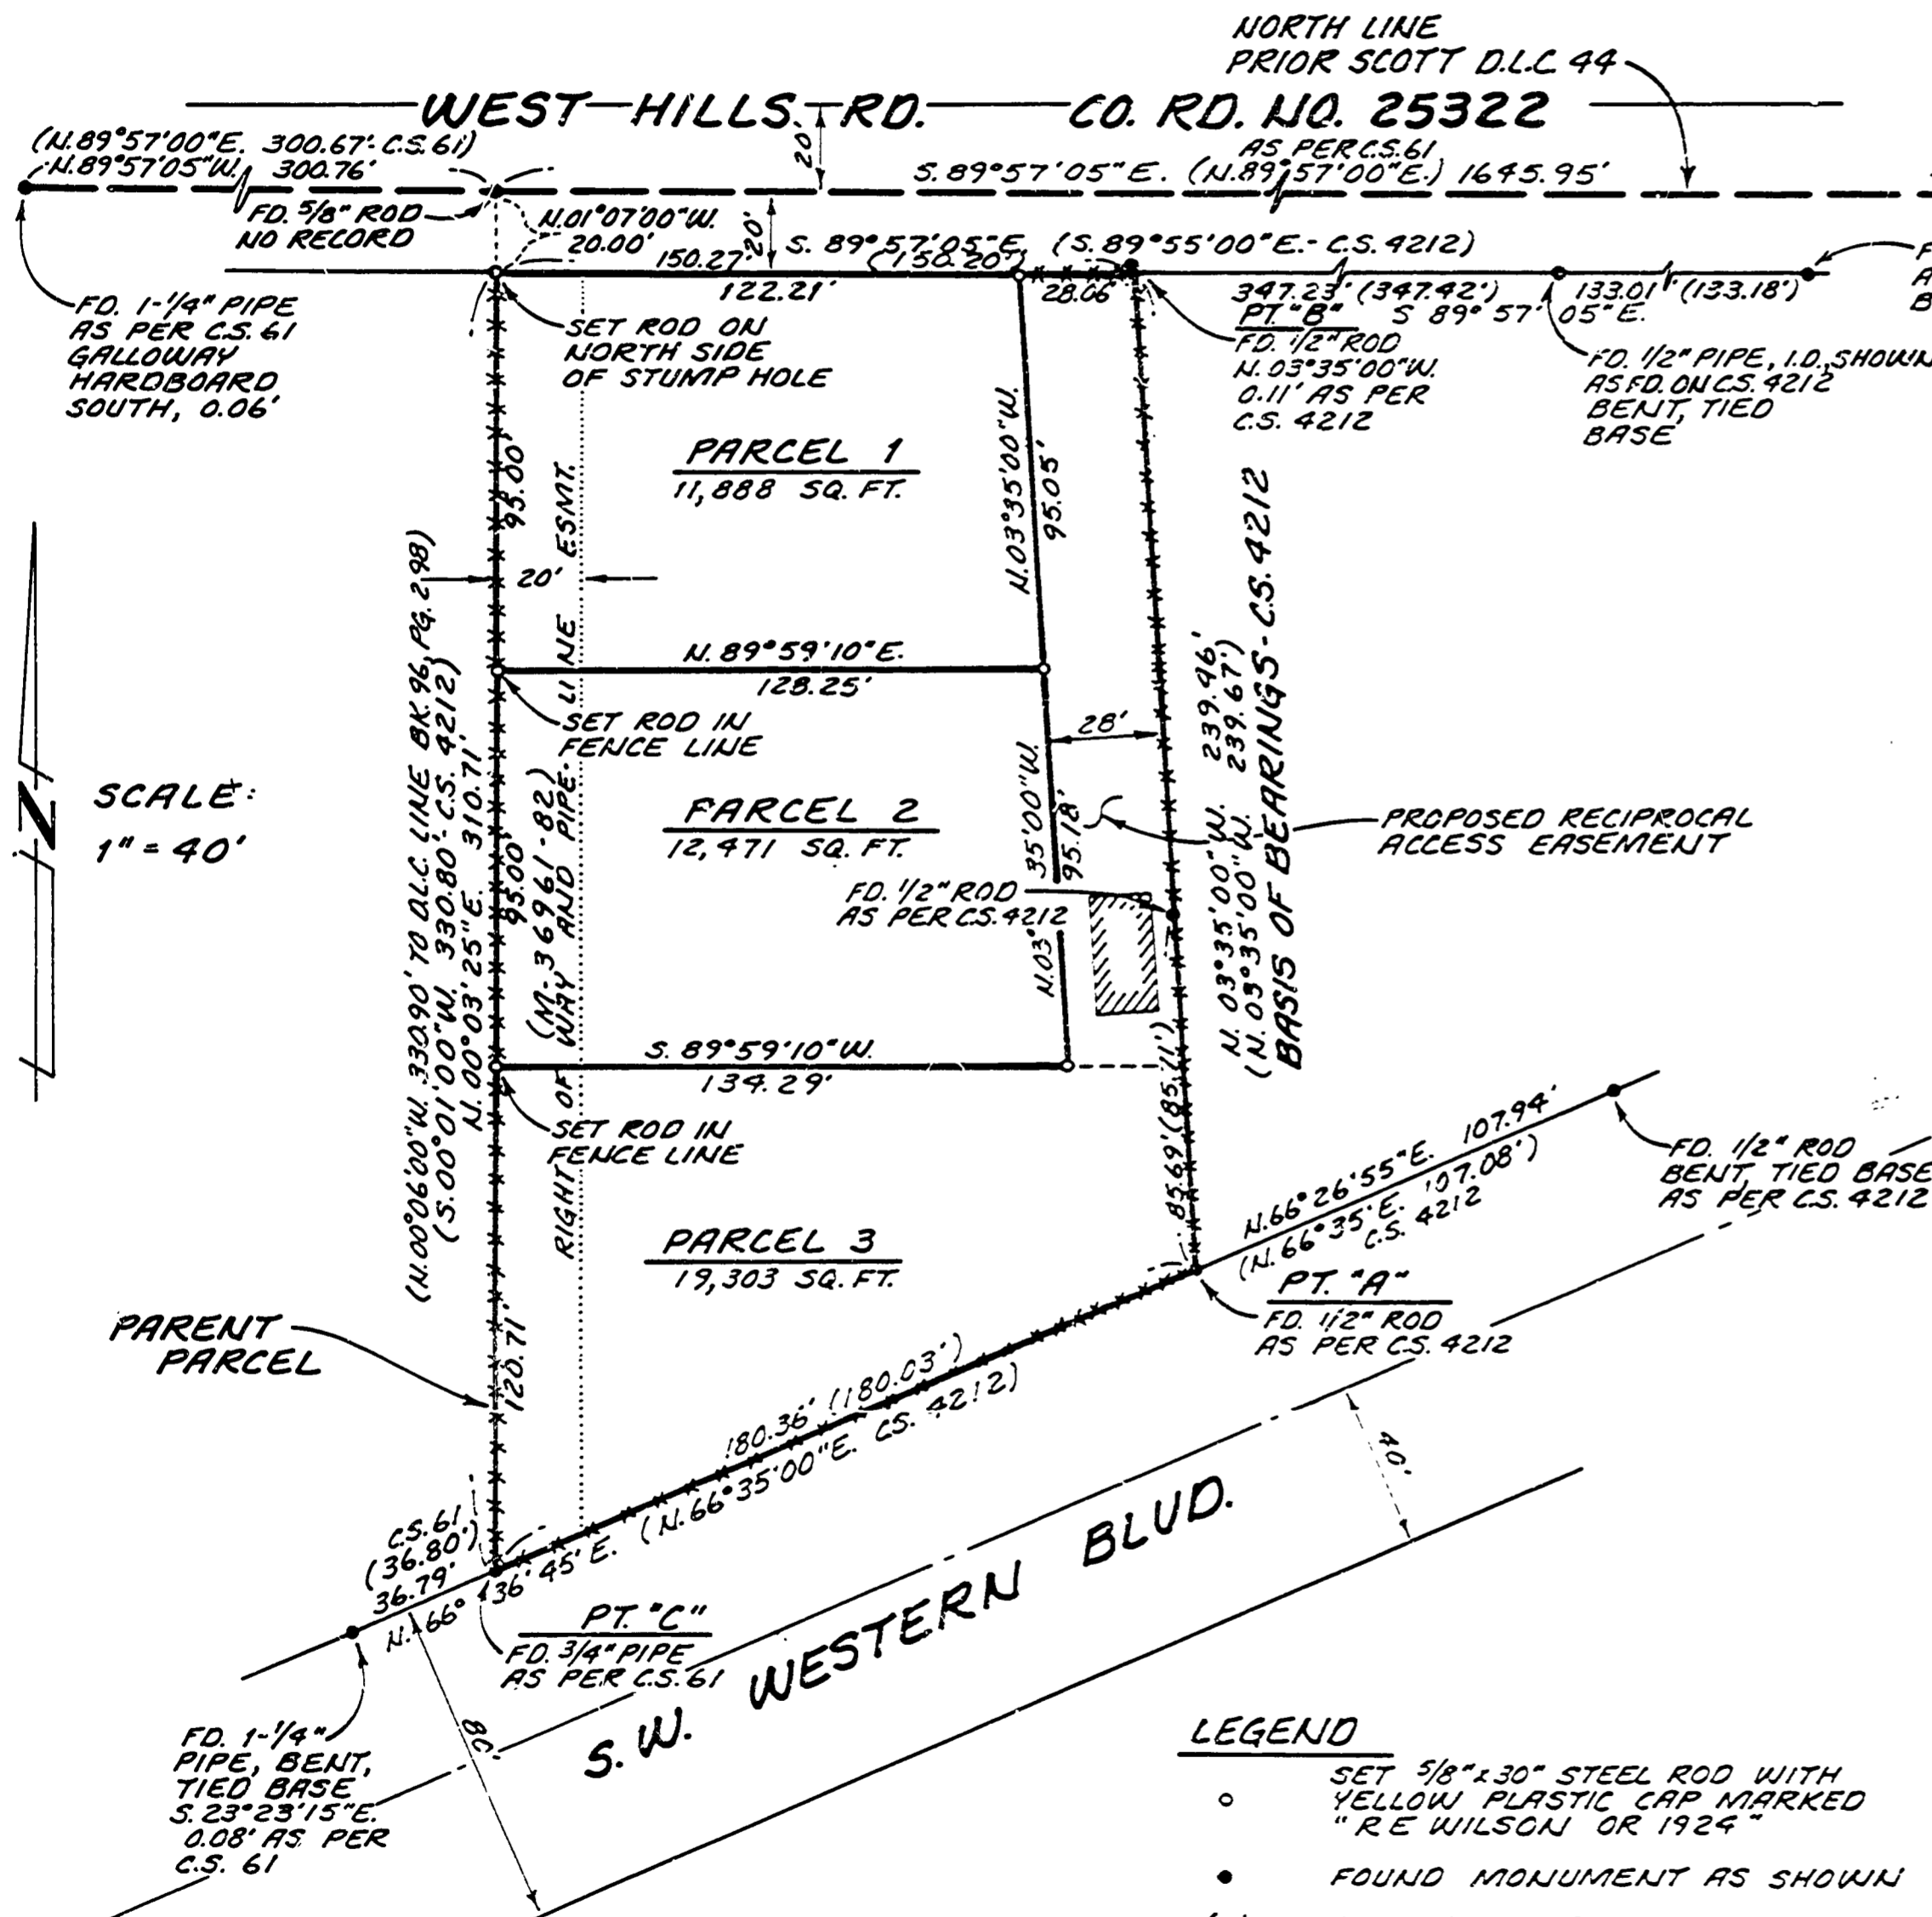 NORTH LINE
PRIOR SCOTT D.L.C 44
WEST HILLS RD. CO. RD. NO. 25322
(N.89°57'00"E. 300.67' C.S.61)
N.89°57'05"W. 300.76'
20'
AS PER C.S.61
S.89°57'05"E. (N.89°57'00"E.) 1645.95'
FD. 5/8" ROD
NO RECORD
N.01°07'00"W.
20.00'
20'
S. 89°57'05"E. (S.89°55'00"E.- C.S. 4212)
150.27' (150.20')
122.21'
28.06'
347.23' (347.42')
133.01' (133.18')
S 89°57'05"E.
PT. "B"
FD. 1/2" ROD
N.03°35'00"W.
0.11' AS PER
C.S. 4212
FD. 1/2" PIPE, I.D. SHOWN
AS FD. ON C.S. 4212
BENT, TIED
BASE
F
A
B
FD. 1-1/4" PIPE
AS PER C.S. 61
GALLOWAY
HARDBOARD
SOUTH, 0.06'
SET ROD ON
NORTH SIDE
OF STUMP HOLE
PARCEL 1
11,888 SQ. FT.
95.00'
N.03°35'00"W.
95.05'
20'
N. 89°59'10"E.
128.25'
SET ROD IN
FENCE LINE
28'
(N.00°06'00"W. 330.90' TO D.L.C. LINE BK. 96, PG. 298)
(S.00°01'00"W. 330.80'- C.S. 4212)
N.00°03'25"E. 310.71'
(M-36961-82)
RIGHT OF WAY AND PIPE LINE ESMT.
N
SCALE:
1" = 40'
PARCEL 2
12,471 SQ. FT.
95.00'
N.03°35'00"W.
95.18'
FD. 1/2" ROD
AS PER C.S. 4212
PROPOSED RECIPROCAL
ACCESS EASEMENT
N. 03°35'00"W. 239.46'
(N. 03°35'00"W. 239.67')
BASIS OF BEARINGS-C.S. 4212
S. 89°59'10"W.
134.29'
SET ROD IN
FENCE LINE
85.69' (85.11')
N.66°26'55"E. 107.94'
(N.66°35'E. 107.08')
C.S. 4212
FD. 1/2" ROD
BENT, TIED BASE
AS PER C.S. 4212
PARCEL 3
19,303 SQ. FT.
PT. "A"
FD. 1/2" ROD
AS PER C.S. 4212
PARENT
PARCEL
120.71'
180.36' (180.03')
(N.66°35'00"E. C.S. 4212)
C.S. 61
(36.80')
36.79'
N.66°36'45"E.
40'
80'
PT. "C"
FD. 3/4" PIPE
AS PER C.S. 61
S.W. WESTERN BLVD.
FD. 1-1/4"
PIPE, BENT,
TIED BASE
S.23°23'15"E.
0.08' AS PER
C.S. 61
LEGEND
SET 5/8"x30" STEEL ROD WITH
YELLOW PLASTIC CAP MARKED
"R E WILSON OR 1924"
FOUND MONUMENT AS SHOWN